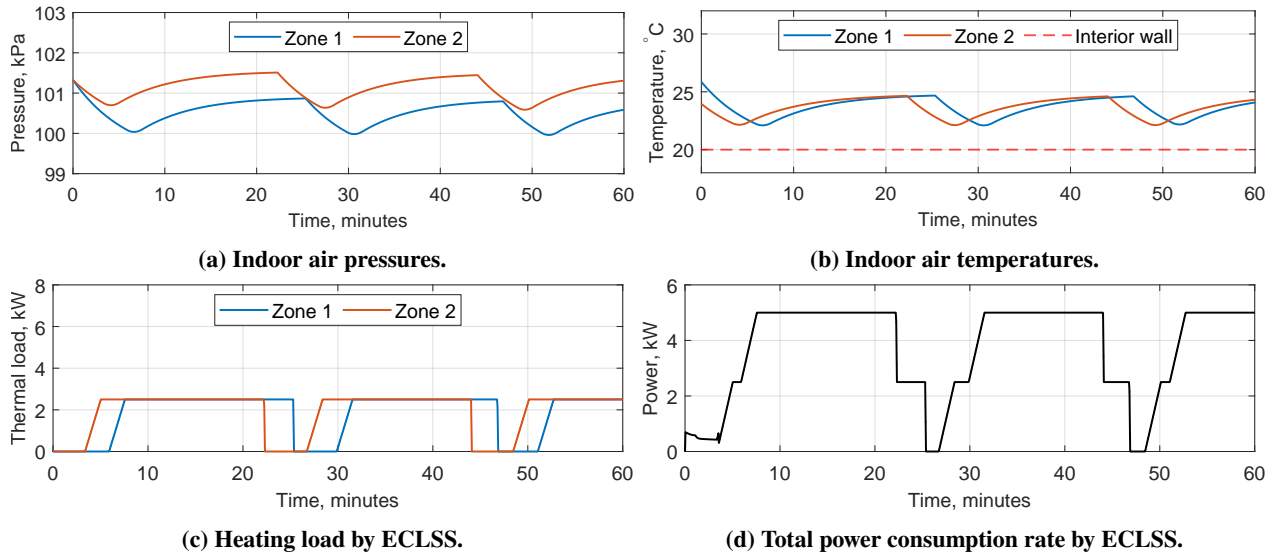 103
102
101
100
99
Pressure, kPa
Zone 1 Zone 2
0 10 20 30 40 50 60
Time, minutes
(a) Indoor air pressures.
30
25
20
15
Temperature, °C
Zone 1 Zone 2 Interior wall
0 10 20 30 40 50 60
Time, minutes
(b) Indoor air temperatures.
8
6
4
2
0
Thermal load, kW
Zone 1 Zone 2
0 10 20 30 40 50 60
Time, minutes
(c) Heating load by ECLSS.
6
4
2
0
Power, kW
0 10 20 30 40 50 60
Time, minutes
(d) Total power consumption rate by ECLSS.